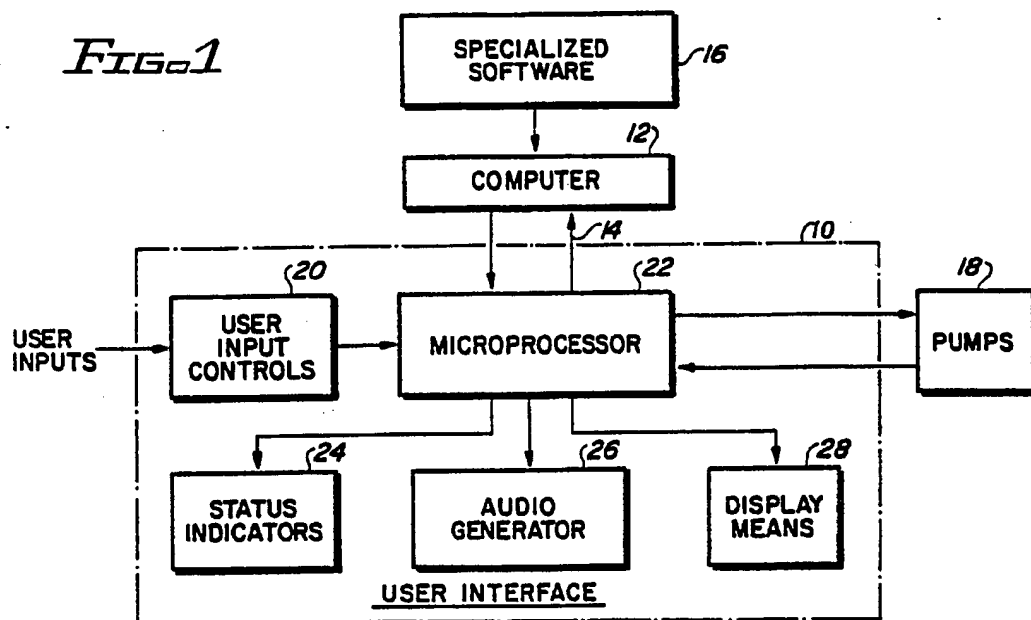 FIG. 1
SPECIALIZED
SOFTWARE
16
12
COMPUTER
14
10
20
22
18
USER
INPUTS
USER
INPUT
CONTROLS
MICROPROCESSOR
PUMPS
24
26
28
STATUS
INDICATORS
AUDIO
GENERATOR
DISPLAY
MEANS
USER INTERFACE